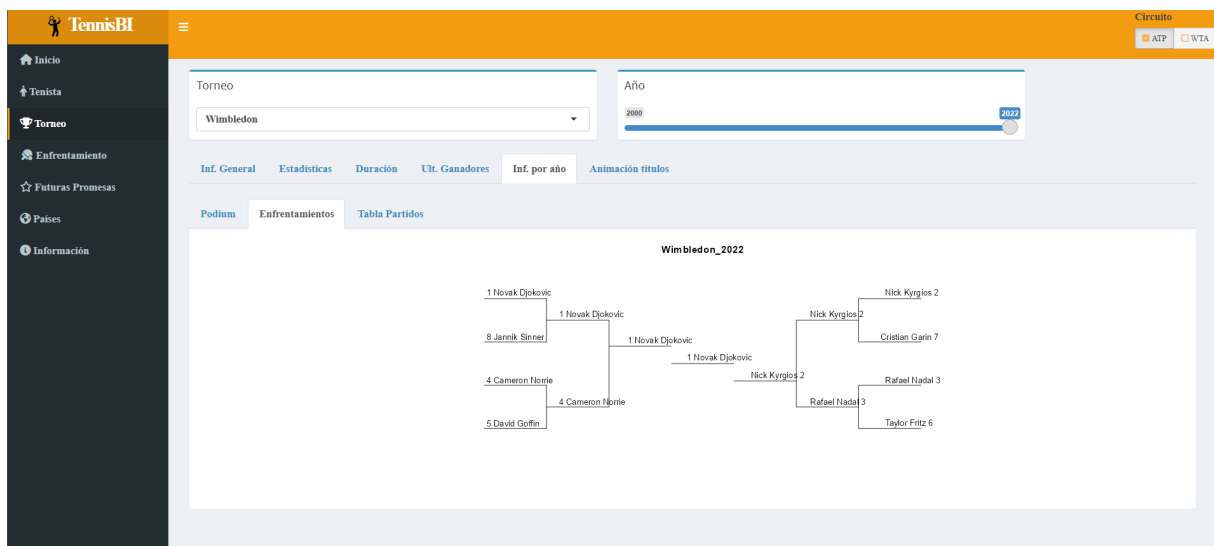 TennisBI
Circuito
ATP WTA
Inicio
Tenista
Torneo
Enfrentamiento
Futuras Promesas
Países
Información
Torneo
Wimbledon
Año
2000 2022
Inf. General Estadísticas Duración Ult. Ganadores Inf. por año Animación títulos
Podium Enfrentamientos Tabla Partidos
Wimbledon_2022
1 Novak Djokovic
8 Jannik Sinner
4 Cameron Norrie
5 David Goffin
1 Novak Djokovic
4 Cameron Norrie
1 Novak Djokovic
1 Novak Djokovic
Nick Kyrgios 2
Nick Kyrgios 2
Rafael Nadal 3
Nick Kyrgios 2
Cristian Garin 7
Rafael Nadal 3
Taylor Fritz 6